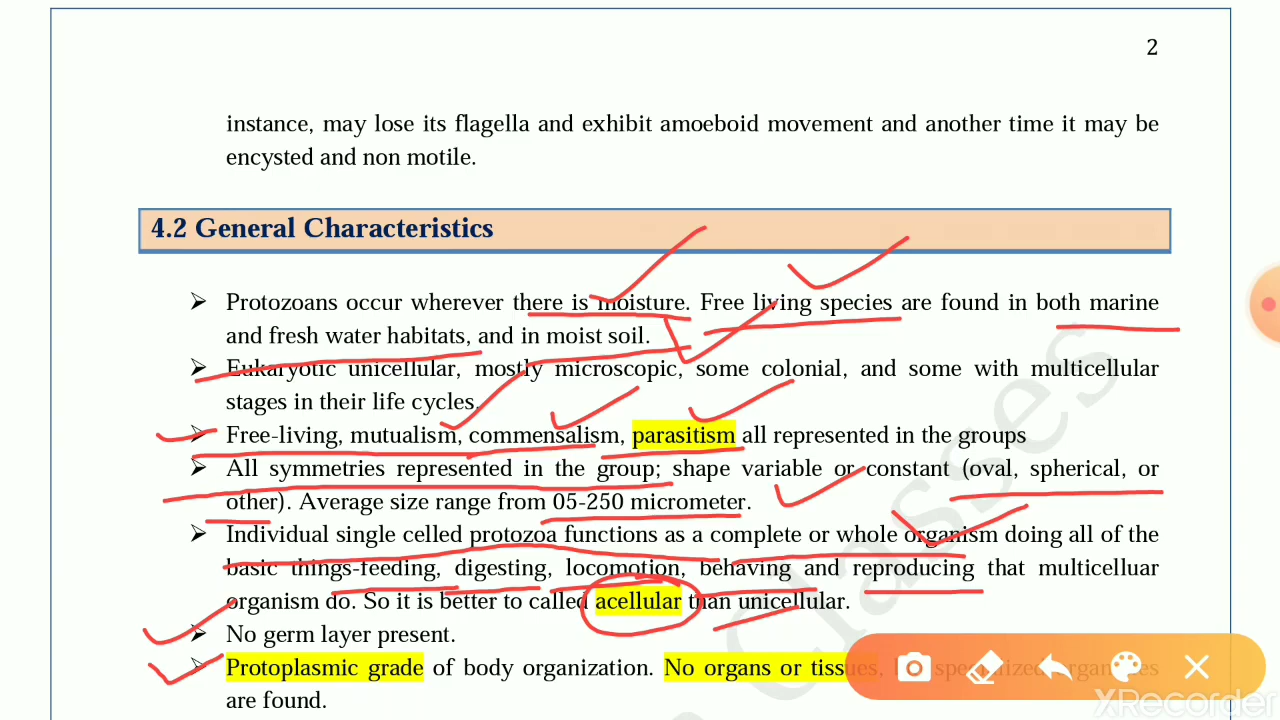 2
instance, may lose its flagella and exhibit amoeboid movement and another time it may be
encysted and non motile.
4.2 General Characteristics
➢ Protozoans occur wherever there is moisture. Free living species are found in both marine
and fresh water habitats, and in moist soil.
➢ Eukaryotic unicellular, mostly microscopic, some colonial, and some with multicellular
stages in their life cycles.
➢ Free-living, mutualism, commensalism, parasitism all represented in the groups
➢ All symmetries represented in the group; shape variable or constant (oval, spherical, or
other). Average size range from 05-250 micrometer.
➢ Individual single celled protozoa functions as a complete or whole organism doing all of the
basic things-feeding, digesting, locomotion, behaving and reproducing that multicelluar
organism do. So it is better to called acellular than unicellular.
➢ No germ layer present.
➢ Protoplasmic grade of body organization. No organs or tissues,
are found.
Classes
XRecorder